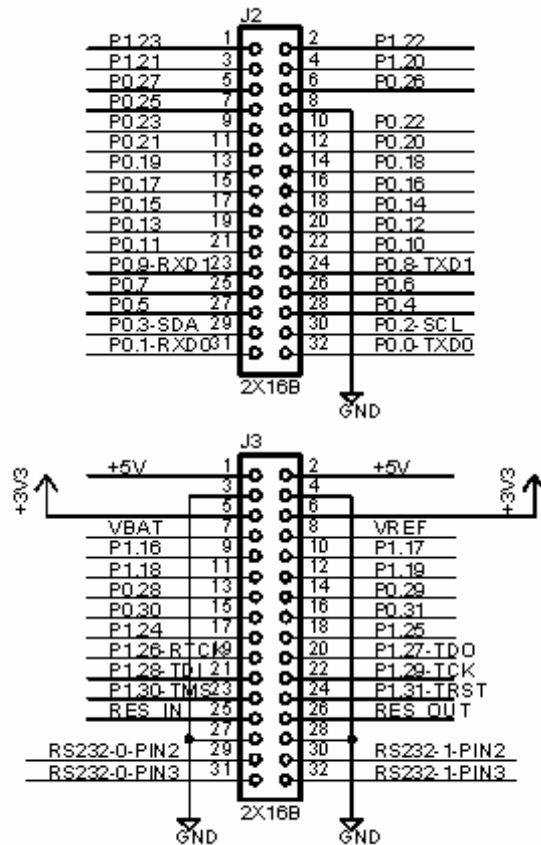 J2
P1.23 1 2 P1.22
P1.21 3 4 P1.20
P0.27 5 6 P0.26
P0.25 7 8
P0.23 9 10 P0.22
P0.21 11 12 P0.20
P0.19 13 14 P0.18
P0.17 15 16 P0.16
P0.15 17 18 P0.14
P0.13 19 20 P0.12
P0.11 21 22 P0.10
P0.9-RXD1 23 24 P0.8-TXD1
P0.7 25 26 P0.6
P0.5 27 28 P0.4
P0.3-SDA 29 30 P0.2-SCL
P0.1-RXD0 31 32 P0.0-TXD0
2X16B
GND
J3
+5V 1 2 +5V
+3V3 3 4 +3V3
5 6
VBAT 7 8 VREF
P1.16 9 10 P1.17
P1.18 11 12 P1.19
P0.28 13 14 P0.29
P0.30 15 16 P0.31
P1.24 17 18 P1.25
P1.26-RTCK 19 20 P1.27-TDO
P1.28-TDI 21 22 P1.29-TCK
P1.30-TMS 23 24 P1.31-TRST
RES_IN 25 26 RES_OUT
27 28
RS232-0-PIN2 29 30 RS232-1-PIN2
RS232-0-PIN3 31 32 RS232-1-PIN3
2X16B
GND GND